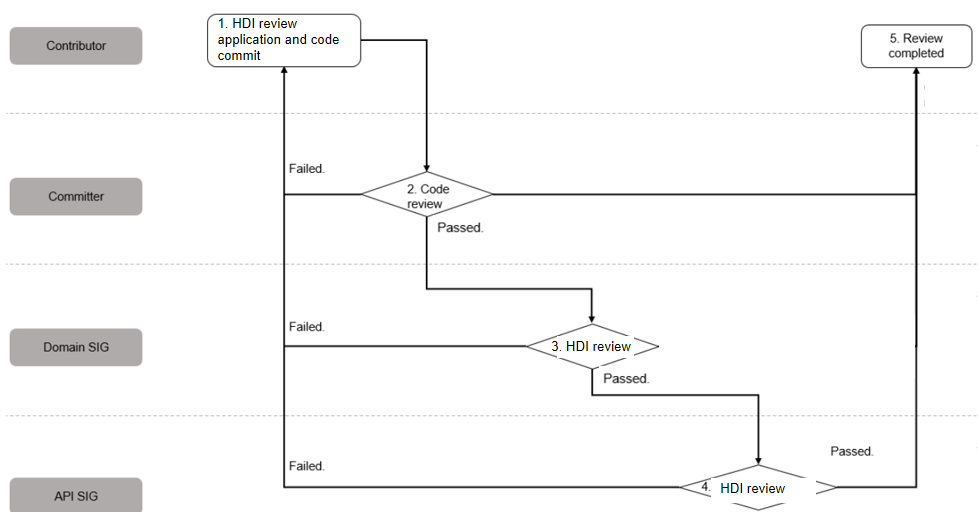 Contributor
1. HDI review
application and code
commit
5. Review
completed
Failed.
Committer
2. Code
review
Passed.
Failed.
Domain SIG
3. HDI review
Passed.
Passed.
Failed.
API SIG
4. HDI review